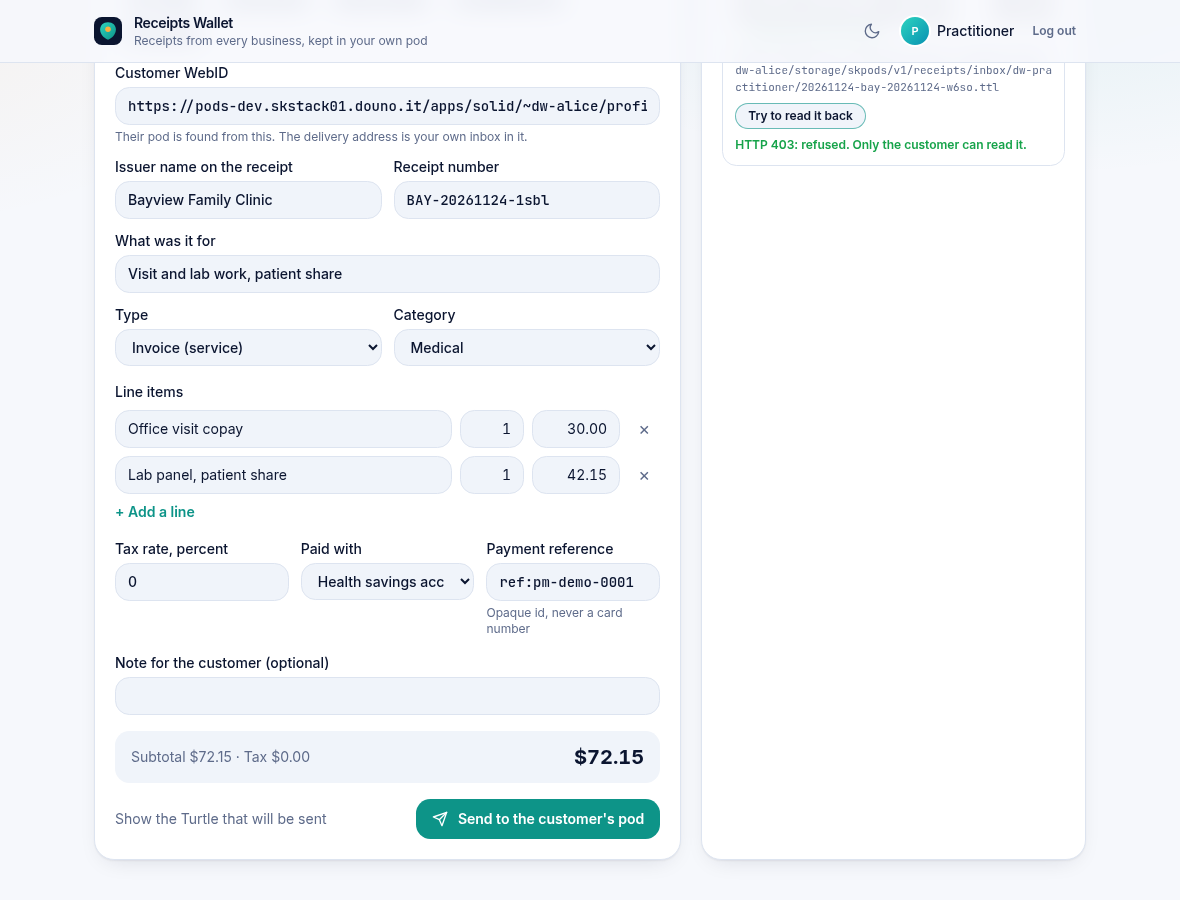 Receipts Wallet
Receipts from every business, kept in your own pod
P
Practitioner
Log out
Customer WebID
https://pods-dev.skstack01.douno.it/apps/solid/~dw-alice/profi
Their pod is found from this. The delivery address is your own inbox in it.
Issuer name on the receipt
Receipt number
Bayview Family Clinic
BAY-20261124-1sbl
What was it for
Visit and lab work, patient share
Type
Category
Invoice (service)
Medical
Line items
Office visit copay
1
30.00
×
Lab panel, patient share
1
42.15
×
+ Add a line
Tax rate, percent
Paid with
Payment reference
0
Health savings acc
ref:pm-demo-0001
Opaque id, never a card
number
Note for the customer (optional)
Subtotal $72.15 · Tax $0.00
$72.15
Show the Turtle that will be sent
Send to the customer's pod
dw-alice/storage/skpods/v1/receipts/inbox/dw-pra
ctitioner/20261124-bay-20261124-w6so.ttl
Try to read it back
HTTP 403: refused. Only the customer can read it.